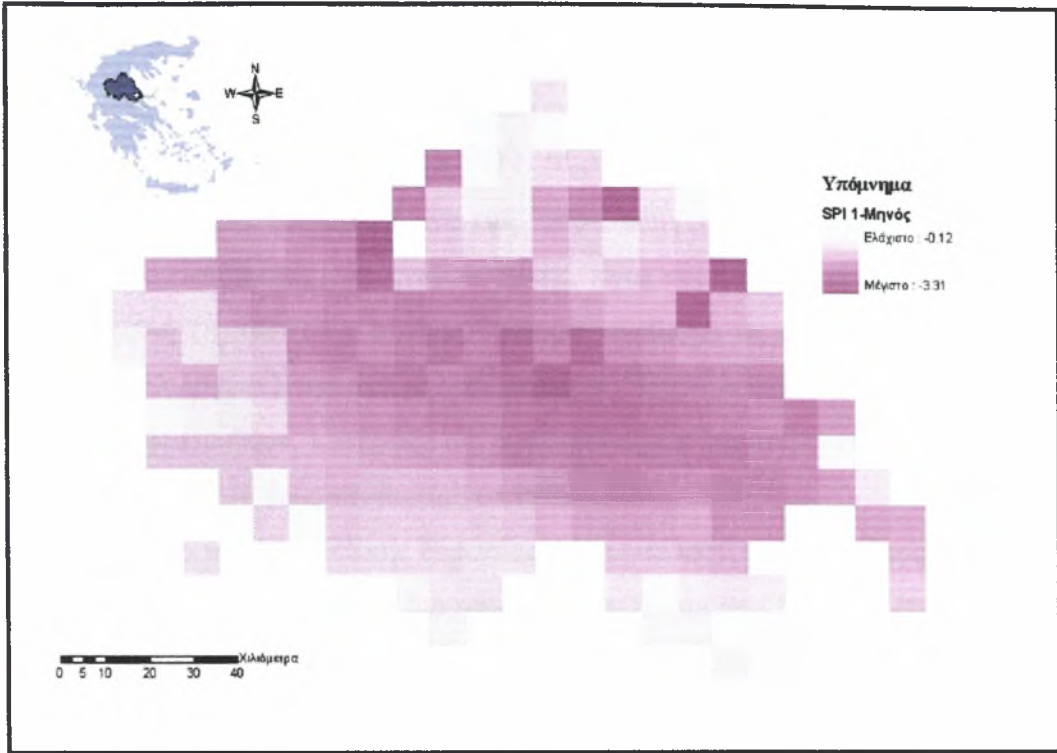 N
W E
S
Υπόμνημα
SPI 1-Μηνός
Ελάχιστο : -0.12
Μέγιστο : -3.31
Χιλιόμετρα
0 5 10 20 30 40